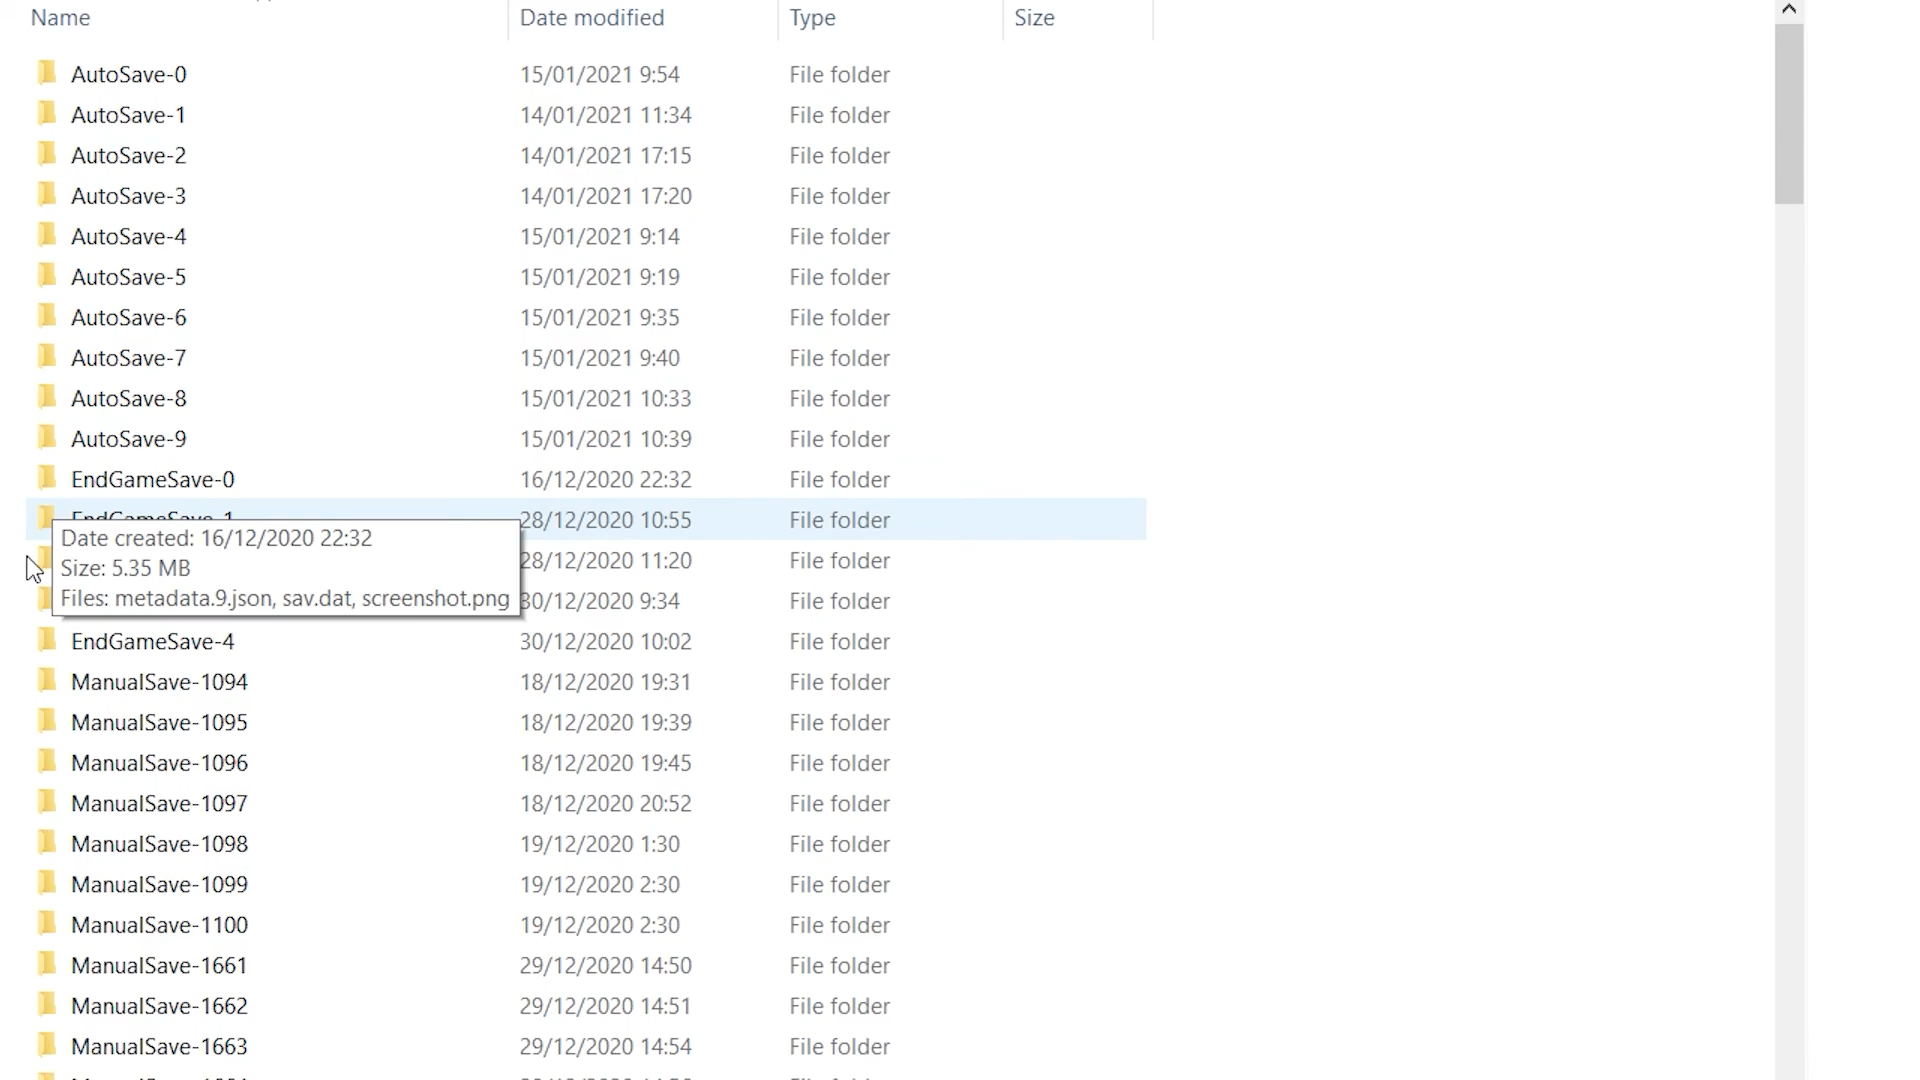 Name Date modified Type Size
AutoSave-0 15/01/2021 9:54 File folder
AutoSave-1 14/01/2021 11:34 File folder
AutoSave-2 14/01/2021 17:15 File folder
AutoSave-3 14/01/2021 17:20 File folder
AutoSave-4 15/01/2021 9:14 File folder
AutoSave-5 15/01/2021 9:19 File folder
AutoSave-6 15/01/2021 9:35 File folder
AutoSave-7 15/01/2021 9:40 File folder
AutoSave-8 15/01/2021 10:33 File folder
AutoSave-9 15/01/2021 10:39 File folder
EndGameSave-0 16/12/2020 22:32 File folder
EndGameSave-1 28/12/2020 10:55 File folder
Date created: 16/12/2020 22:32
Size: 5.35 MB
Files: metadata.9.json, sav.dat, screenshot.png
28/12/2020 11:20 File folder
30/12/2020 9:34 File folder
EndGameSave-4 30/12/2020 10:02 File folder
ManualSave-1094 18/12/2020 19:31 File folder
ManualSave-1095 18/12/2020 19:39 File folder
ManualSave-1096 18/12/2020 19:45 File folder
ManualSave-1097 18/12/2020 20:52 File folder
ManualSave-1098 19/12/2020 1:30 File folder
ManualSave-1099 19/12/2020 2:30 File folder
ManualSave-1100 19/12/2020 2:30 File folder
ManualSave-1661 29/12/2020 14:50 File folder
ManualSave-1662 29/12/2020 14:51 File folder
ManualSave-1663 29/12/2020 14:54 File folder